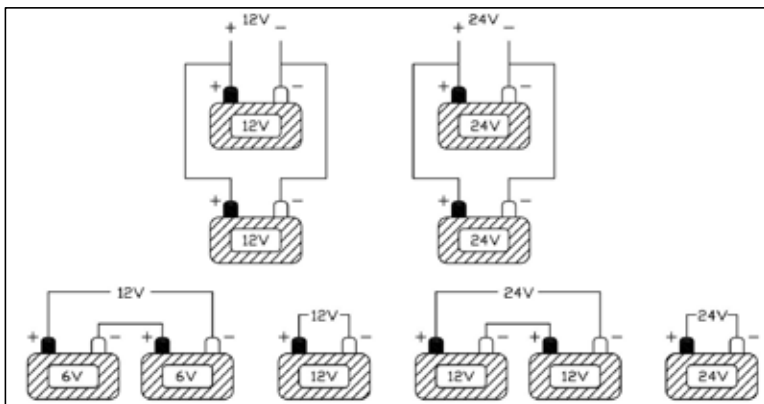 + 12V -
+ -
12V
+ -
12V
+ 24V -
+ -
24V
+ -
24V
12V
+ - + -
6V 6V
12V
+ -
12V
24V
+ - + -
12V 12V
24V
+ -
24V